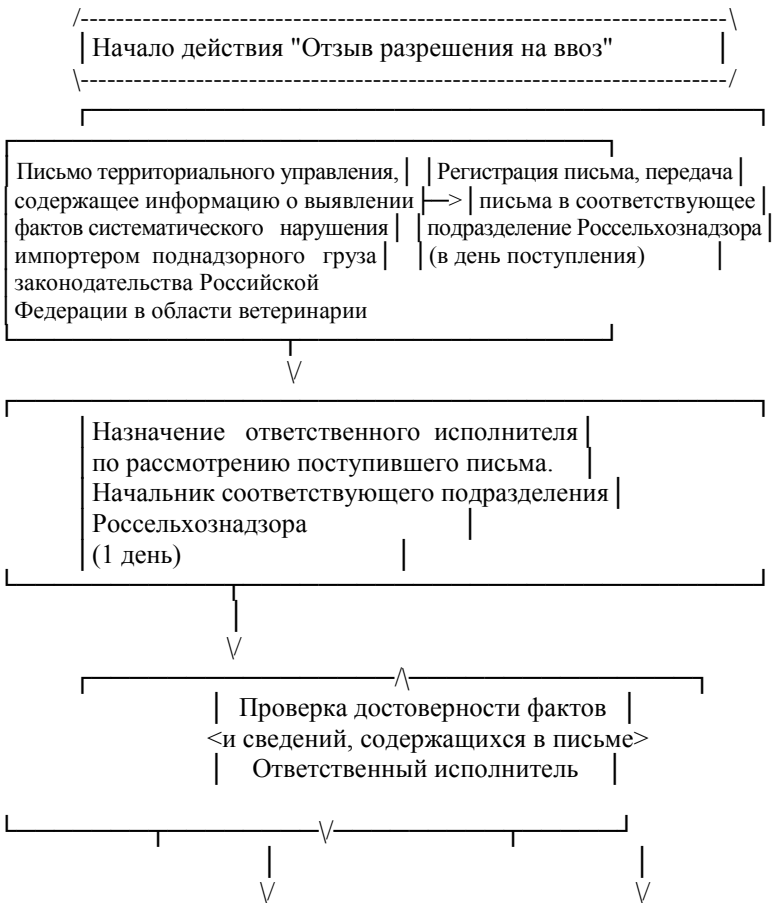 Начало действия "Отзыв разрешения на ввоз"
Письмо территориального управления,
содержащее информацию о выявлении
фактов систематического нарушения
импортером поднадзорного груза
законодательства Российской
Федерации в области ветеринарии
Регистрация письма, передача
письма в соответствующее
подразделение Россельхознадзора
(в день поступления)
Назначение ответственного исполнителя
по рассмотрению поступившего письма.
Начальник соответствующего подразделения
Россельхознадзора
(1 день)
Проверка достоверности фактов
<и сведений, содержащихся в письме>
Ответственный исполнитель